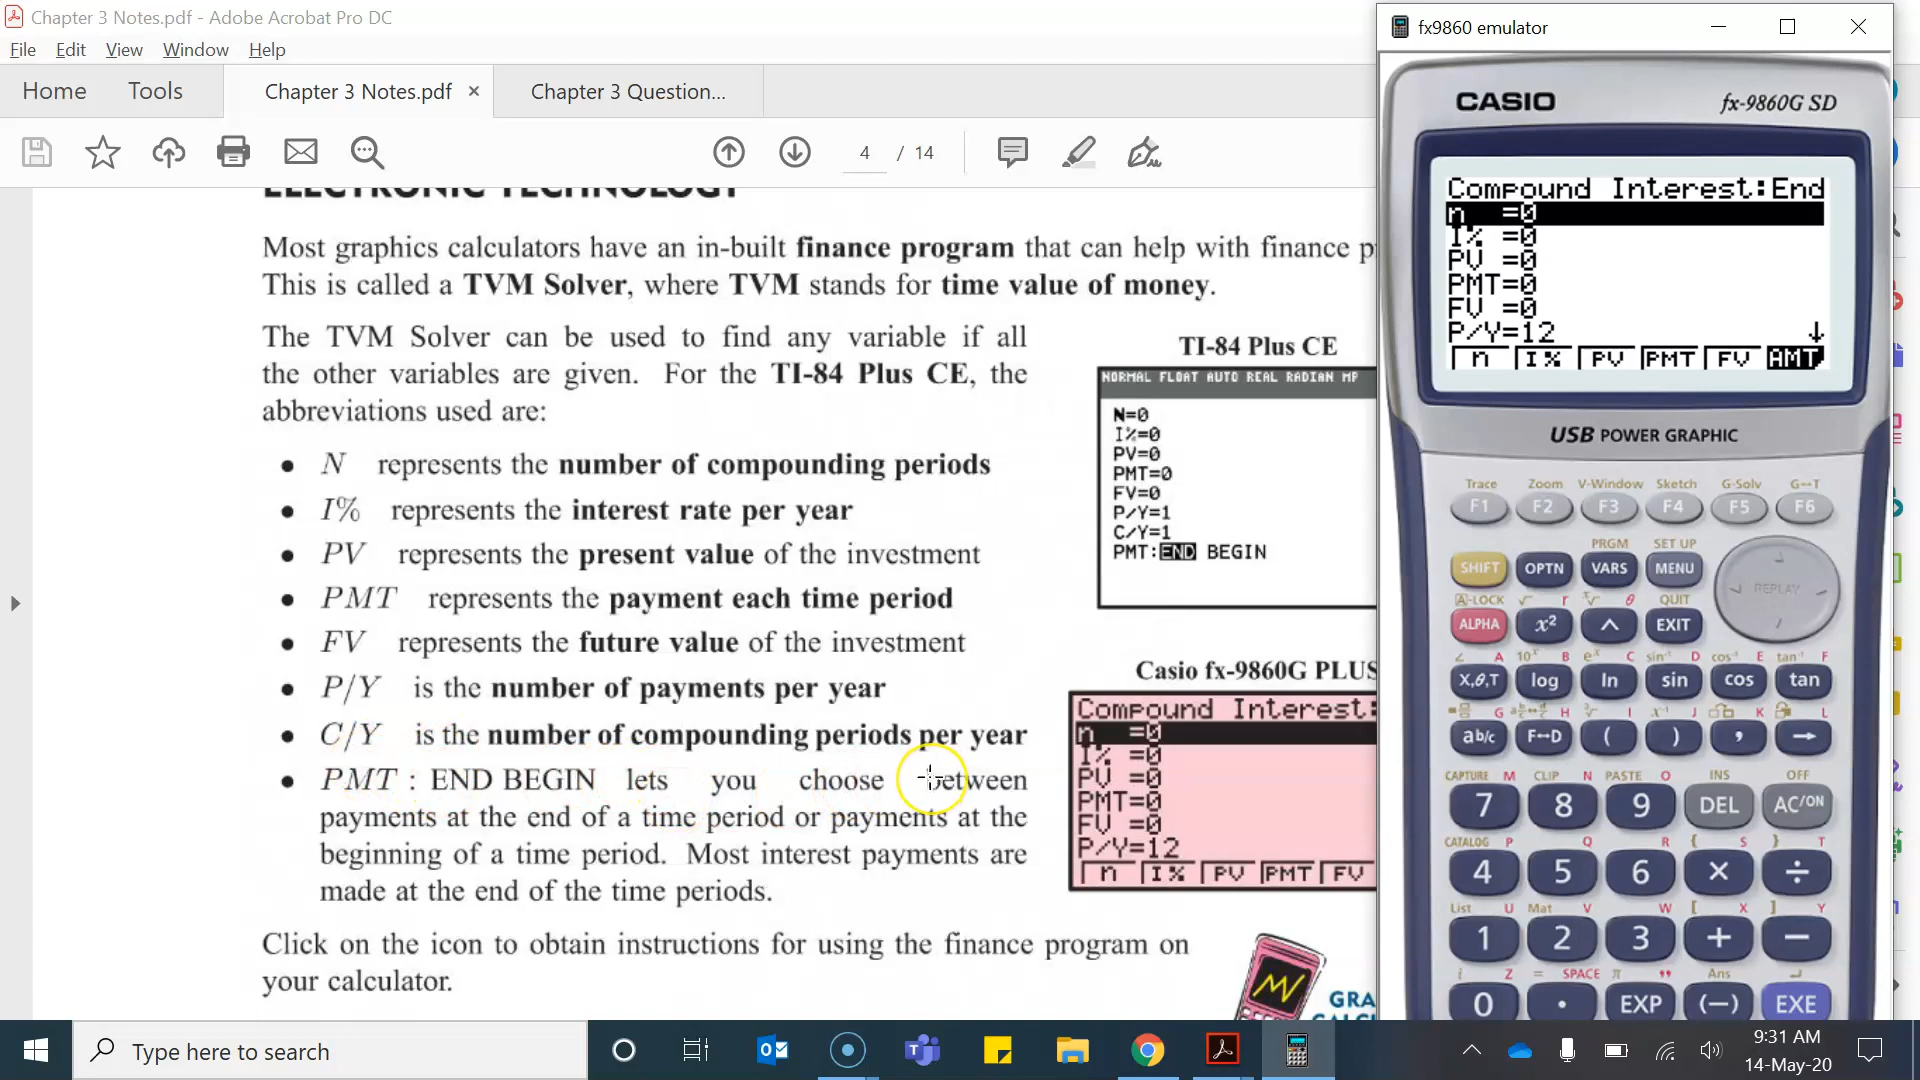 Chapter 3 Notes.pdf - Adobe Acrobat Pro DC
File Edit View Window Help
Home Tools Chapter 3 Notes.pdf × Chapter 3 Question...
4 / 14
ELECTRONIC TECHNOLOGY
Most graphics calculators have an in-built finance program that can help with finance p
This is called a TVM Solver, where TVM stands for time value of money.
The TVM Solver can be used to find any variable if all
the other variables are given. For the TI-84 Plus CE, the
abbreviations used are:
• N represents the number of compounding periods
• I% represents the interest rate per year
• PV represents the present value of the investment
• PMT represents the payment each time period
• FV represents the future value of the investment
• P/Y is the number of payments per year
• C/Y is the number of compounding periods per year
• PMT : END BEGIN lets you choose between
payments at the end of a time period or payments at the
beginning of a time period. Most interest payments are
made at the end of the time periods.
Click on the icon to obtain instructions for using the finance program on
your calculator.
TI-84 Plus CE
NORMAL FLOAT AUTO REAL RADIAN MP
N=0
I%=0
PV=0
PMT=0
FV=0
P/Y=1
C/Y=1
PMT:END BEGIN
Casio fx-9860G PLUS
Compound Interest:
n =0
I% =0
PV =0
PMT=0
FV =0
P/Y=12
n I% PV PMT FV
GRA
fx9860 emulator
CASIO fx-9860G SD
Compound Interest:End
n =0
I% =0
PV =0
PMT=0
FV =0
P/Y=12 ↓
n I% PV PMT FV AMT
USB POWER GRAPHIC
Trace Zoom V-Window Sketch G-Solv G↔T
F1 F2 F3 F4 F5 F6
PRGM SET UP
SHIFT OPTN VARS MENU
REPLAY
A-LOCK √ r ˣ√ θ QUIT
ALPHA x² ^ EXIT
∠ A 10ˣ B eˣ C sin⁻¹ D cos⁻¹ E tan⁻¹ F
X,θ,T log ln sin cos tan
G H ³√ I x⁻¹ J K L
ab/c F↔D ( ) , →
CAPTURE M CLIP N PASTE O INS OFF
7 8 9 DEL AC/ON
CATALOG P Q R { S } T
4 5 6 × ÷
List U Mat V W [ X ] Y
1 2 3 + −
i Z = SPACE π " Ans
0 . EXP (−) EXE
Type here to search
9:31 AM
14-May-20